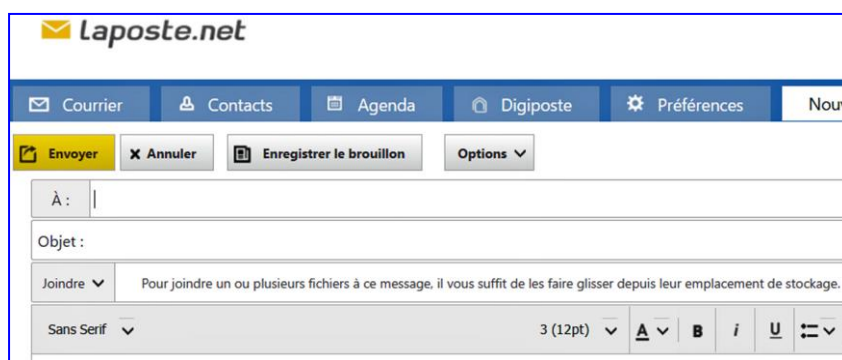 laposte.net
Courrier Contacts Agenda Digiposte Préférences Nouv
Envoyer Annuler Enregistrer le brouillon Options
À :
Objet :
Joindre Pour joindre un ou plusieurs fichiers à ce message, il vous suffit de les faire glisser depuis leur emplacement de stockage.
Sans Serif 3 (12pt) A B i U